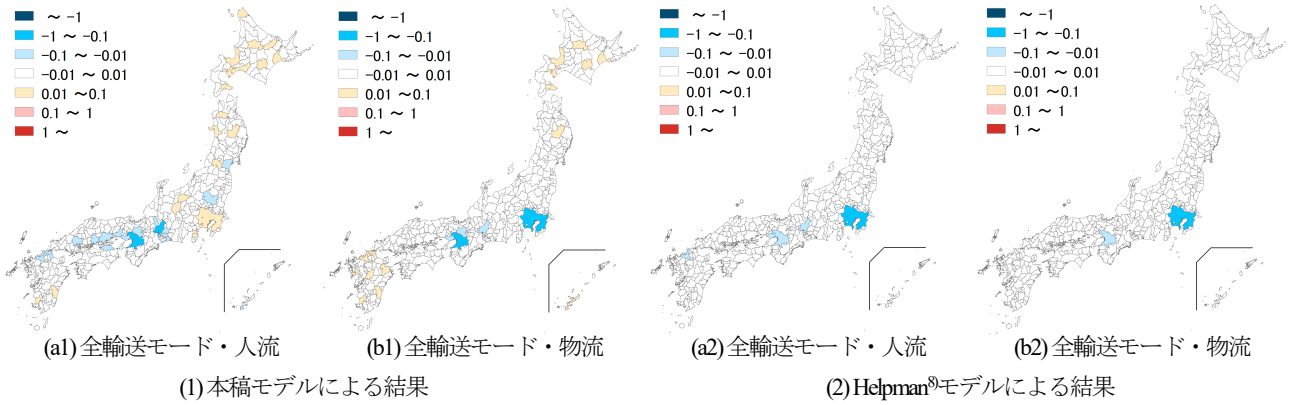 ～ -1
-1 ～ -0.1
-0.1 ～ -0.01
-0.01 ～ 0.01
0.01 ～0.1
0.1 ～ 1
1 ～
～ -1
-1 ～ -0.1
-0.1 ～ -0.01
-0.01 ～ 0.01
0.01 ～0.1
0.1 ～ 1
1 ～
～ -1
-1 ～ -0.1
-0.1 ～ -0.01
-0.01 ～ 0.01
0.01 ～0.1
0.1 ～ 1
1 ～
～ -1
-1 ～ -0.1
-0.1 ～ -0.01
-0.01 ～ 0.01
0.01 ～0.1
0.1 ～ 1
1 ～
(a1) 全輸送モード・人流
(b1) 全輸送モード・物流
(a2) 全輸送モード・人流
(b2) 全輸送モード・物流
(1) 本稿モデルによる結果
(2) Helpman⁸⁾モデルによる結果